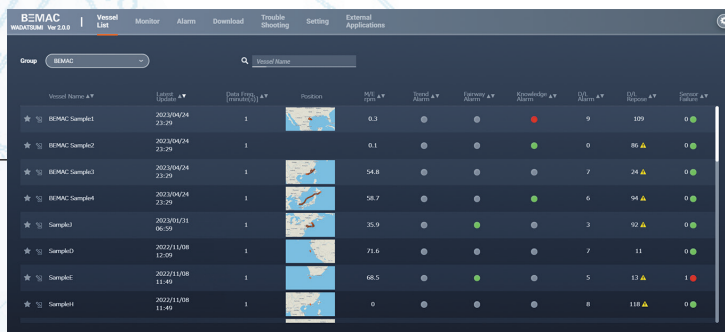 BEMAC
WADATSUMI Ver 2.0.0
Vessel List
Monitor
Alarm
Download
Trouble Shooting
Setting
External Applications
Group BEMAC Vessel Name
Vessel Name ▲▼ Latest Update ▲▼ Data Freq. [minute(s)] ▲▼ Position M/E rpm ▲▼ Trend Alarm ▲▼ Fairway Alarm ▲▼ Knowledge Alarm ▲▼ D/L Alarm ▲▼ D/L Repose ▲▼ Sensor Failure ▲▼
BEMAC Sample1 2023/04/24 23:29 1 0.3 9 109 0
BEMAC Sample2 2023/04/24 23:29 1 0.1 0 86 0
BEMAC Sample3 2023/04/24 23:29 1 54.8 7 24 0
BEMAC Sample4 2023/04/24 23:29 1 58.7 6 94 0
SampleJ 2023/01/31 06:59 1 35.9 3 92 0
SampleD 2022/11/08 12:09 1 71.6 7 11 0
SampleE 2022/11/08 11:49 1 68.5 5 13 1
SampleH 2022/11/08 11:49 1 0 8 118 0